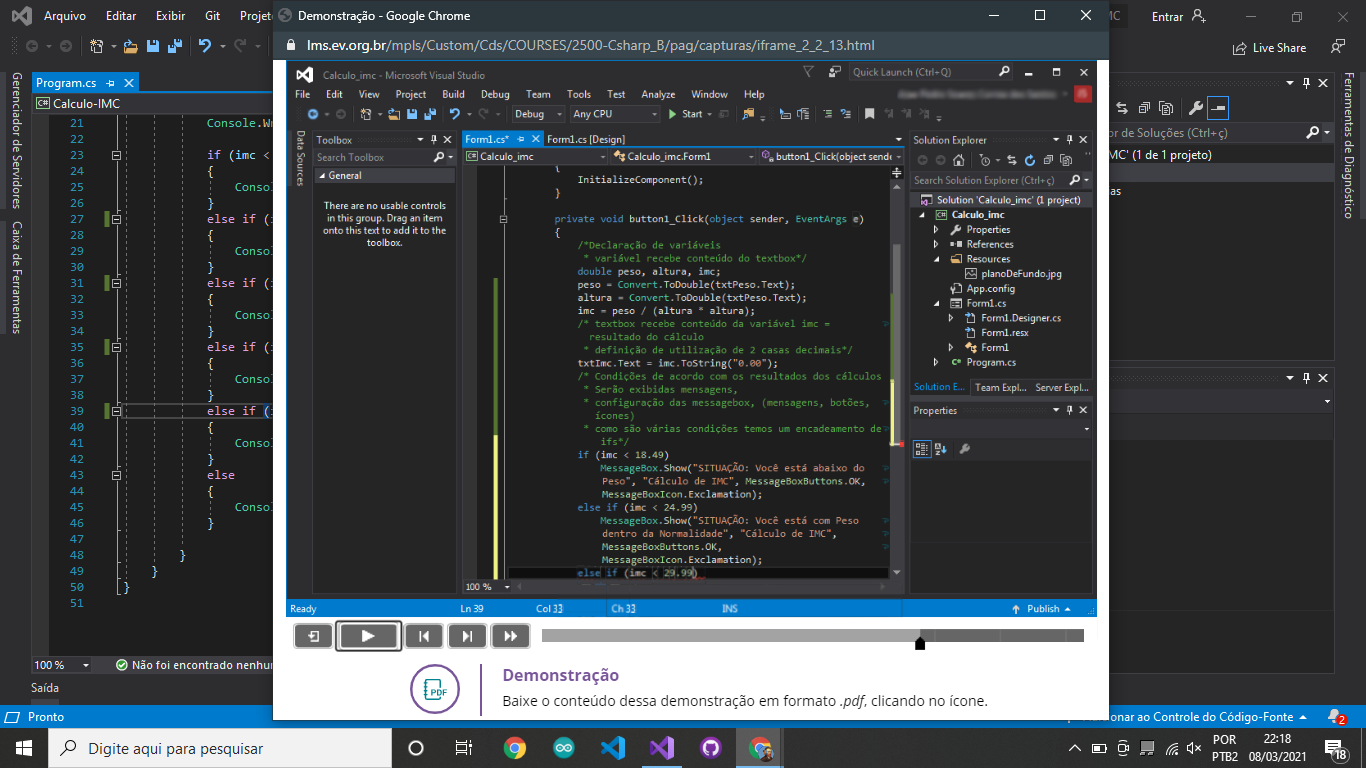 Arquivo Editar Exibir Git Projeto
Demonstração - Google Chrome
Entrar
lms.ev.org.br/mpls/Custom/Cds/COURSES/2500-Csharp_B/pag/capturas/iframe_2_2_13.html
Live Share
Program.cs
Calculo-IMC
Gerenciador de Servidores
Caixa de Ferramentas
21 Console.Wr
22
23 if (imc <
24 {
25 Conso
26 }
27 else if (i
28 {
29 Conso
30 }
31 else if (i
32 {
33 Conso
34 }
35 else if (i
36 {
37 Conso
38 }
39 else if (i
40 {
41 Conso
42 }
43 else
44 {
45 Conso
46 }
47
48 }
49 }
50 }
51
100 % Não foi encontrado nenhum
Saída
Pronto
Calculo_imc - Microsoft Visual Studio
Quick Launch (Ctrl+Q)
File Edit View Project Build Debug Team Tools Test Analyze Window Help
Debug Any CPU Start
Data Sources
Toolbox
Search Toolbox
General
There are no usable controls
in this group. Drag an item
onto this text to add it to the
toolbox.
Form1.cs* Form1.cs [Design]
Calculo_imc Calculo_imc.Form1 button1_Click(object sende
{
InitializeComponent();
}
private void button1_Click(object sender, EventArgs e)
{
/*Declaração de variáveis
* variável recebe conteúdo do textbox*/
double peso, altura, imc;
peso = Convert.ToDouble(txtPeso.Text);
altura = Convert.ToDouble(txtPeso.Text);
imc = peso / (altura * altura);
/* textbox recebe conteúdo da variável imc =
resultado do cálculo
* definição de utilização de 2 casas decimais*/
txtImc.Text = imc.ToString("0.00");
/* Condições de acordo com os resultados dos cálculos
* Serão exibidas mensagens,
* configuração das messagebox, (mensagens, botões,
ícones)
* como são várias condições temos um encadeamento de
ifs*/
if (imc < 18.49)
MessageBox.Show("SITUAÇÃO: Você está abaixo do
Peso", "Cálculo de IMC", MessageBoxButtons.OK,
MessageBoxIcon.Exclamation);
else if (imc < 24.99)
MessageBox.Show("SITUAÇÃO: Você está com Peso
dentro da Normalidade", "Cálculo de IMC",
MessageBoxButtons.OK,
MessageBoxIcon.Exclamation);
else if (imc < 29.99)
100 %
Ready Ln 39 Col 33 Ch 33 INS Publish
Solution Explorer
Search Solution Explorer (Ctrl+ç)
Solution 'Calculo_imc' (1 project)
Calculo_imc
Properties
References
Resources
planoDeFundo.jpg
App.config
Form1.cs
Form1.Designer.cs
Form1.resx
Form1
Program.cs
Solution E... Team Expl... Server Expl...
Properties
Demonstração
PDF
Baixe o conteúdo dessa demonstração em formato .pdf, clicando no ícone.
MC
or de Soluções (Ctrl+ç)
MC' (1 de 1 projeto)
as
Ferramentas de Diagnóstico
ao Controle do Código-Fonte
2
Digite aqui para pesquisar
POR
PTB2
22:18
08/03/2021
18